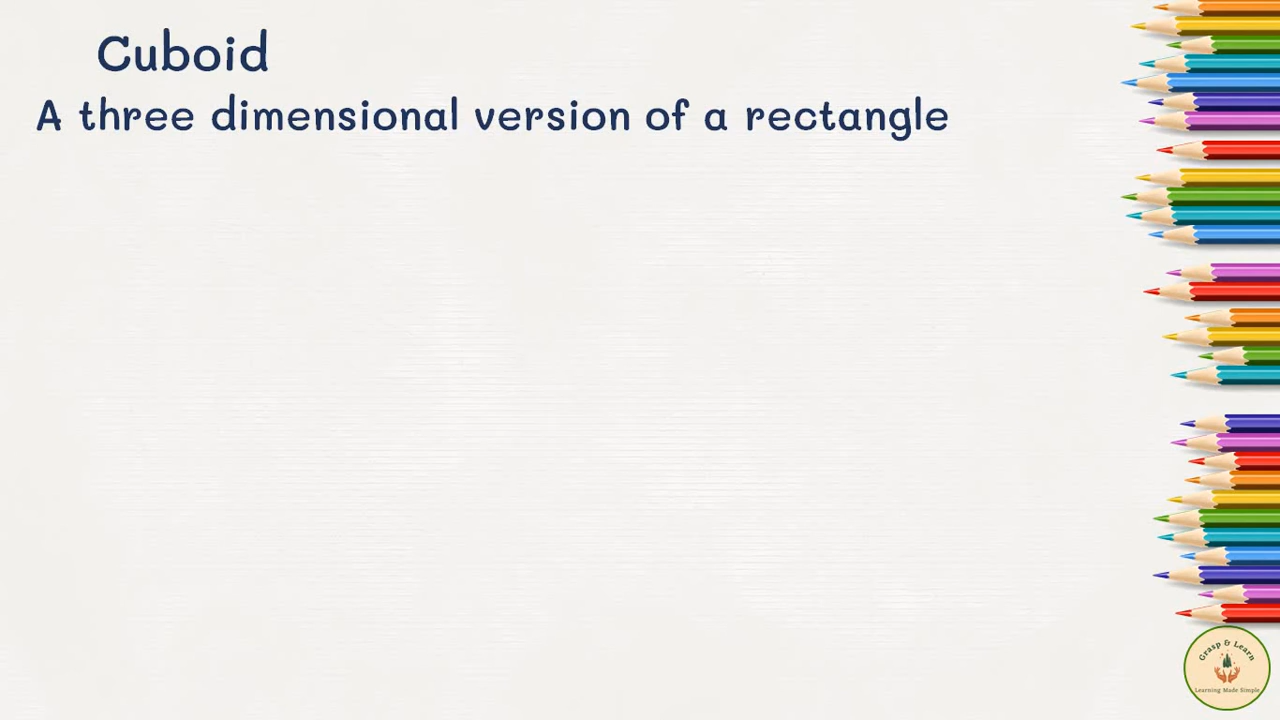 Cuboid
A three dimensional version of a rectangle
Grasp & Learn
Learning Made Simple